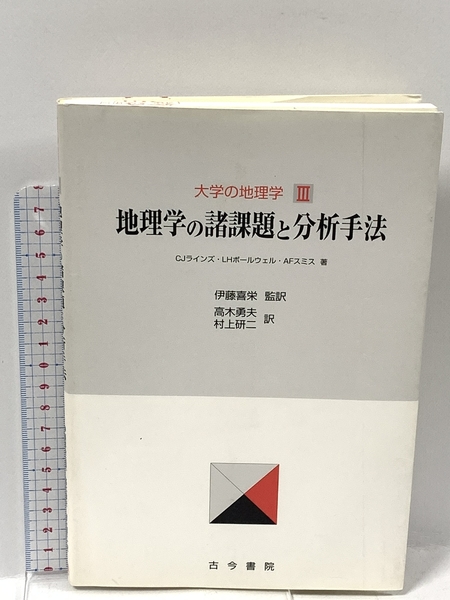 大学の地理学 III
地理学の諸課題と分析手法
CJラインズ・LHボールウェル・AFスミス 著
伊藤喜栄 監訳
高木勇夫
村上研二 訳
古今書院